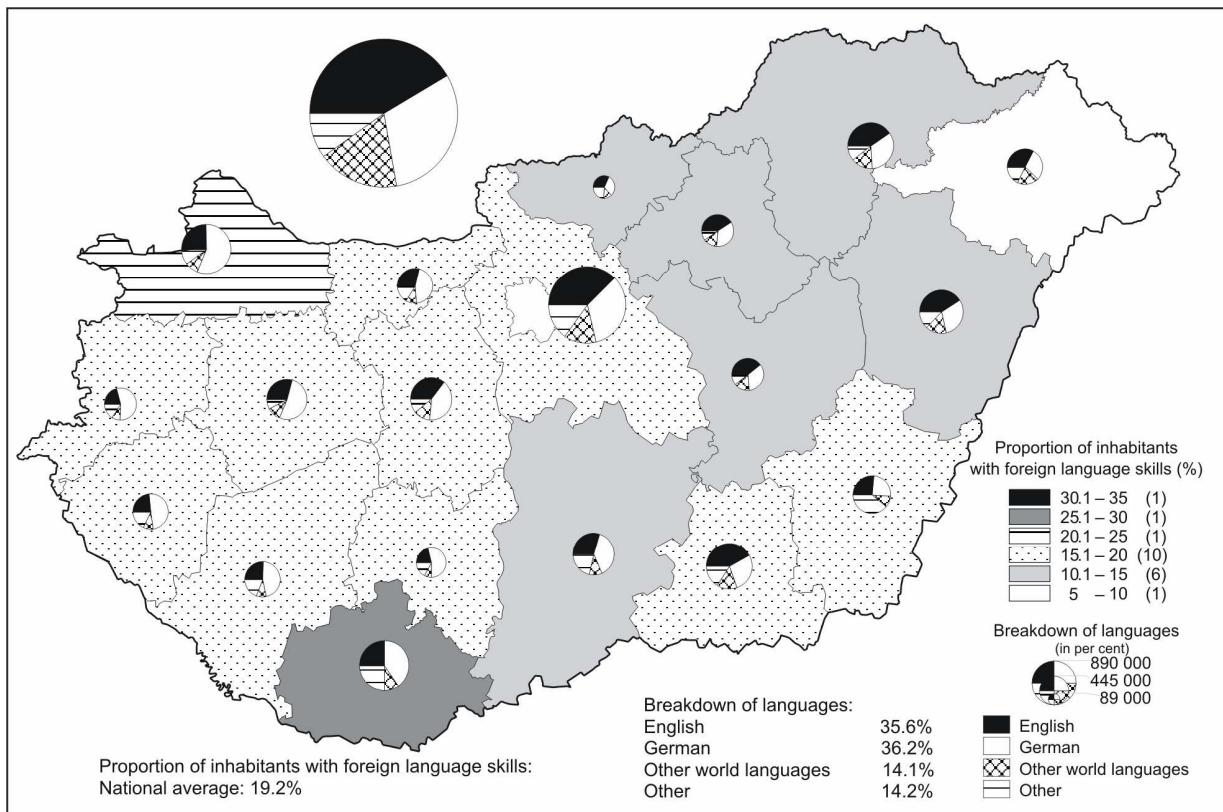 Proportion of inhabitants
with foreign language skills (%)
30.1 – 35 (1)
25.1 – 30 (1)
20.1 – 25 (1)
15.1 – 20 (10)
10.1 – 15 (6)
5 – 10 (1)
Breakdown of languages
(in per cent)
890 000
445 000
89 000
English
German
Other world languages
Other
Breakdown of languages:
English 35.6%
German 36.2%
Other world languages 14.1%
Other 14.2%
Proportion of inhabitants with foreign language skills:
National average: 19.2%